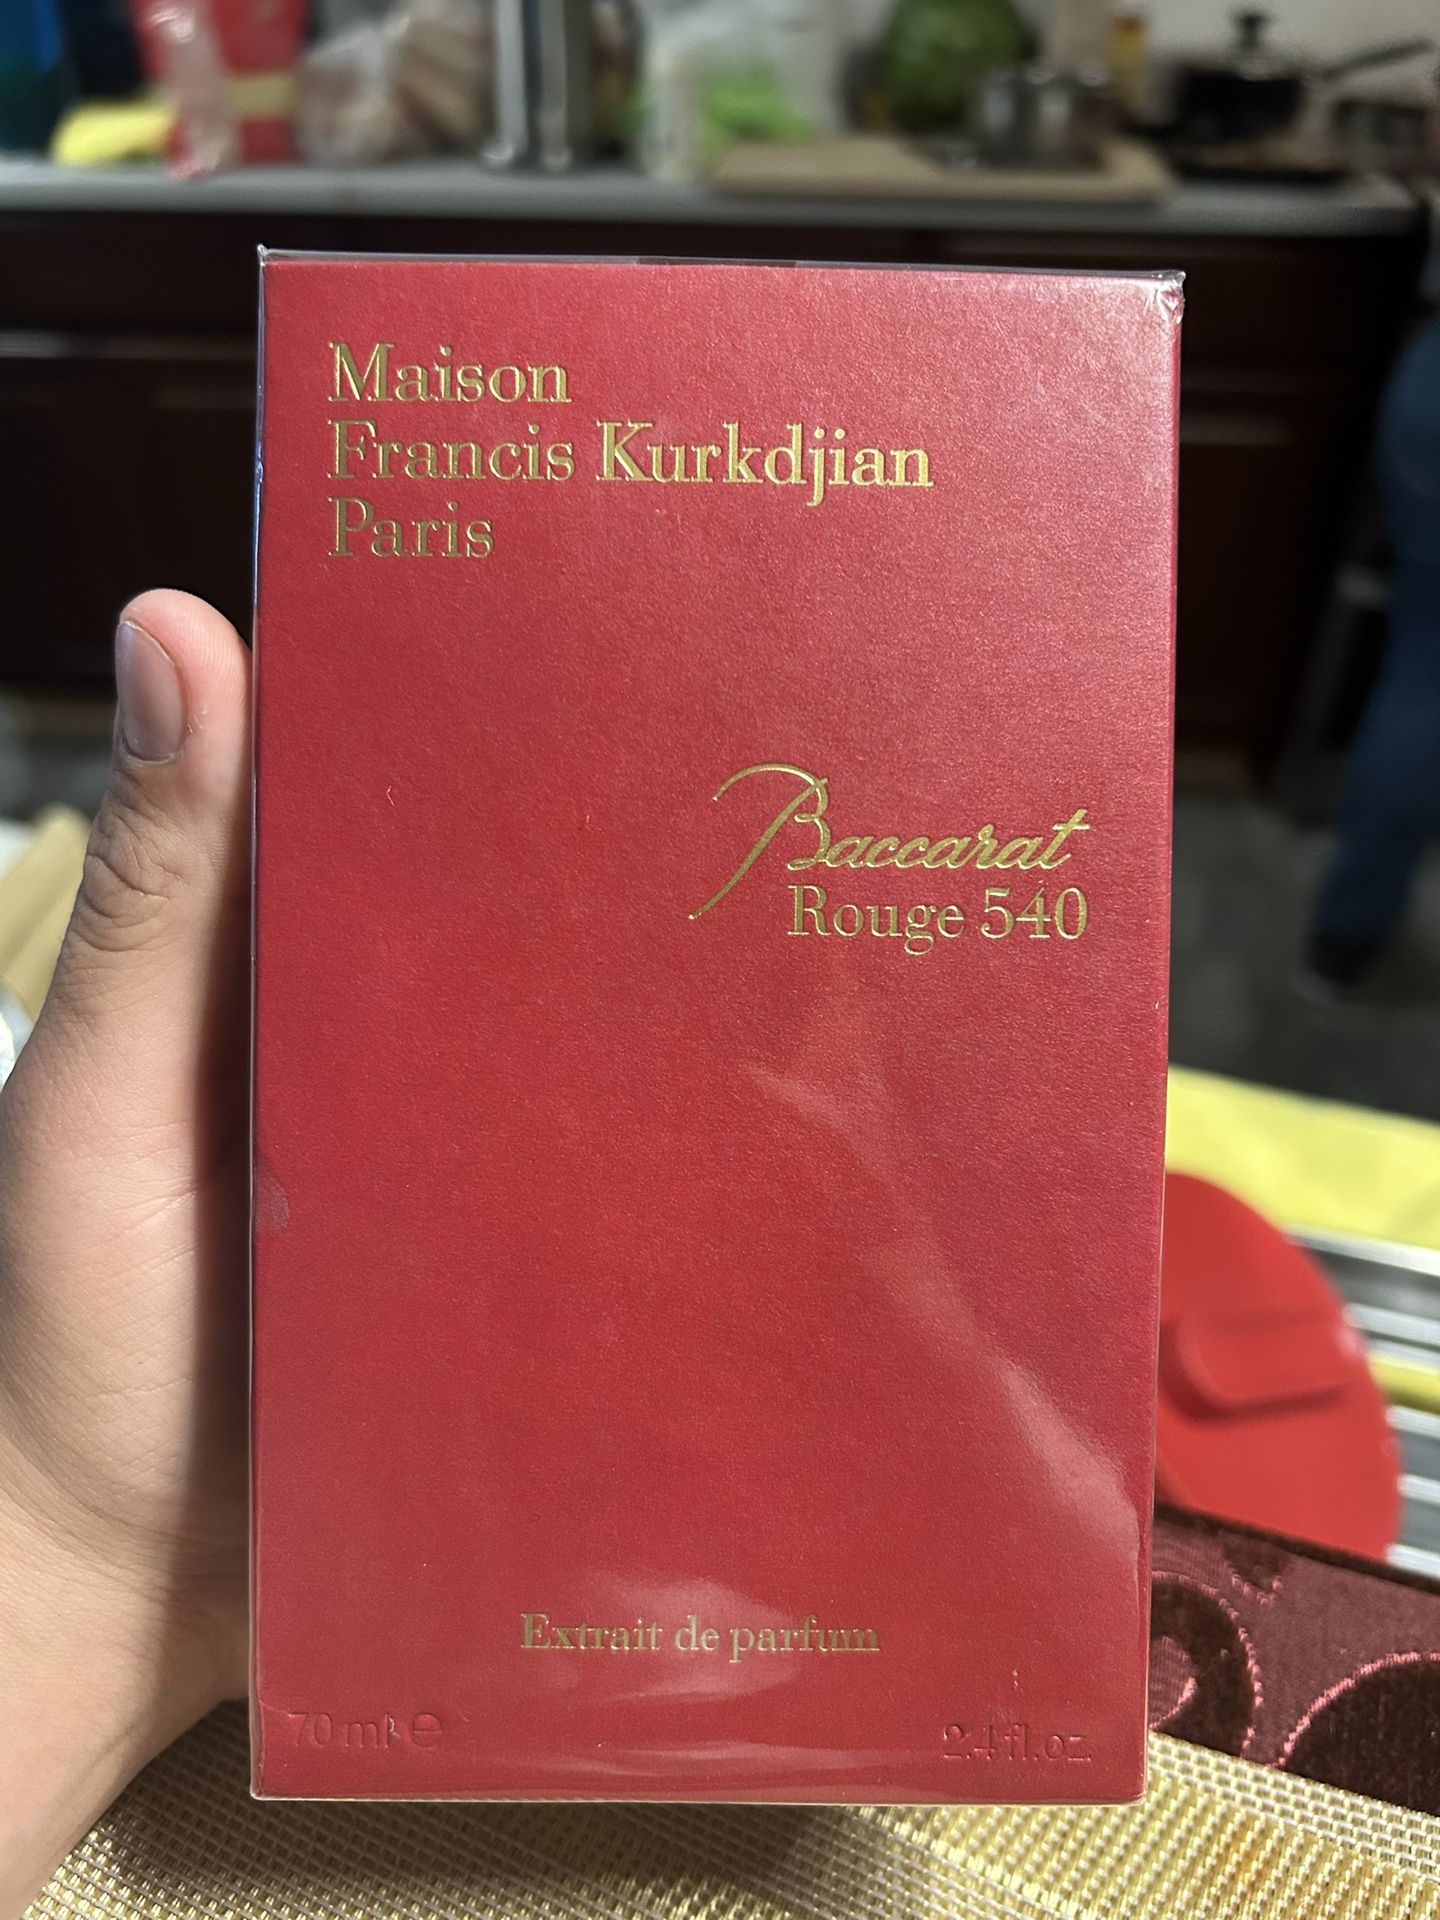 Maison
Francis Kurkdjian
Paris
Baccarat
Rouge 540
Extrait de parfum
70 ml ℮
2.4 fl.oz.